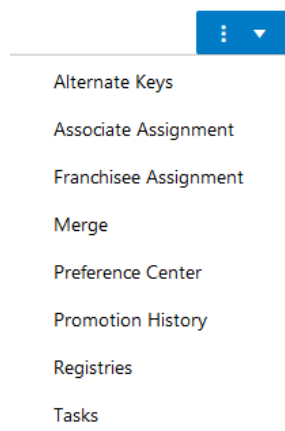 Alternate Keys
Associate Assignment
Franchisee Assignment
Merge
Preference Center
Promotion History
Registries
Tasks